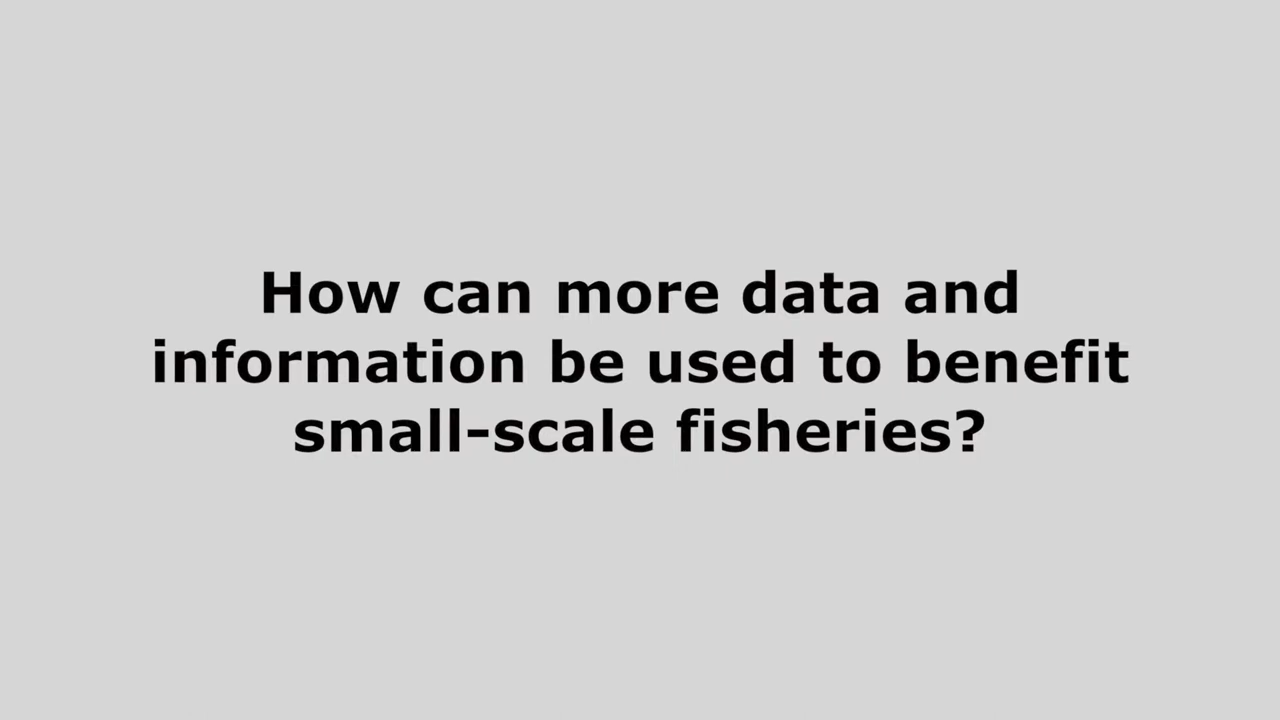 How can more data and
information be used to benefit
small-scale fisheries?